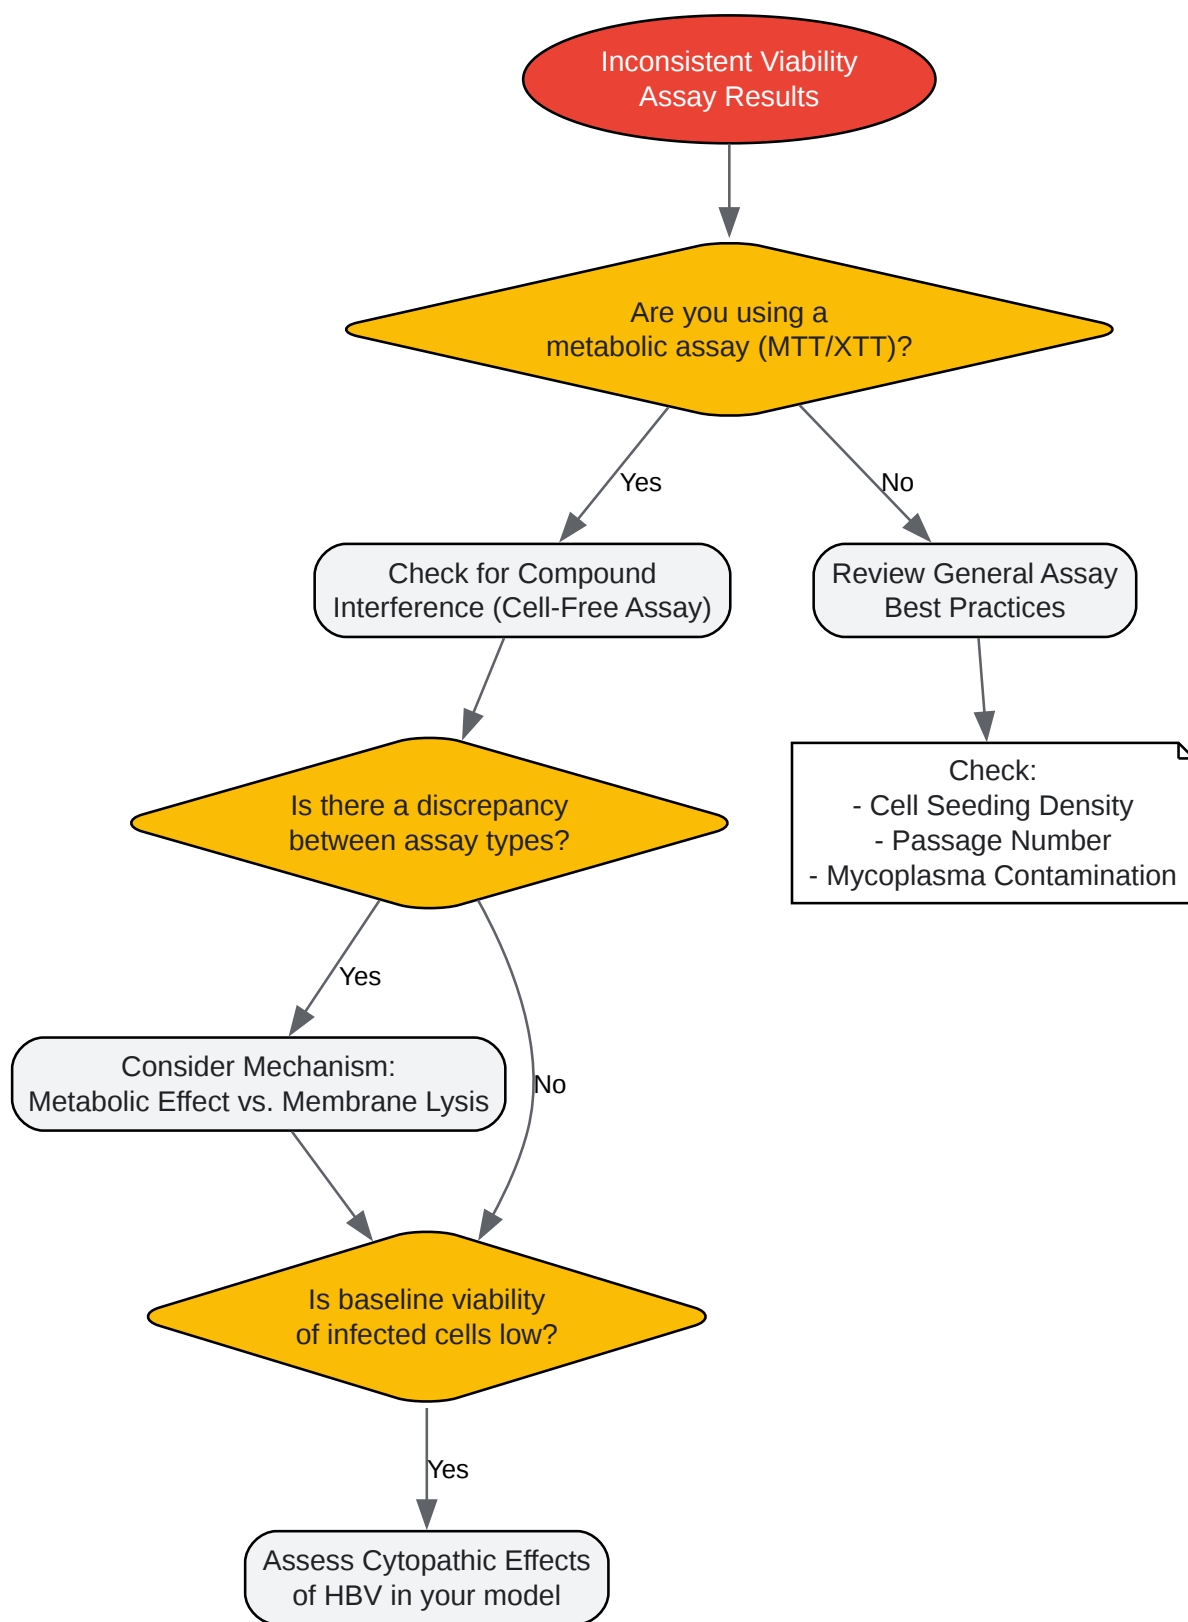 Inconsistent Viability
Assay Results
Are you using a
metabolic assay (MTT/XTT)?
Yes
No
Check for Compound
Interference (Cell-Free Assay)
Review General Assay
Best Practices
Is there a discrepancy
between assay types?
Check:
- Cell Seeding Density
- Passage Number
- Mycoplasma Contamination
Yes
No
Consider Mechanism:
Metabolic Effect vs. Membrane Lysis
Is baseline viability
of infected cells low?
Yes
Assess Cytopathic Effects
of HBV in your model